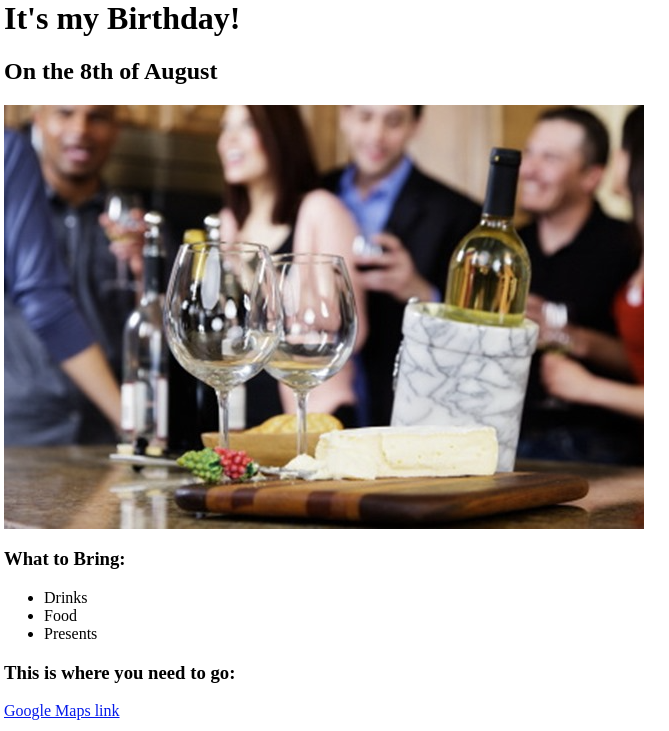 It's my Birthday!
On the 8th of August
What to Bring:
Drinks
Food
Presents
This is where you need to go:
Google Maps link